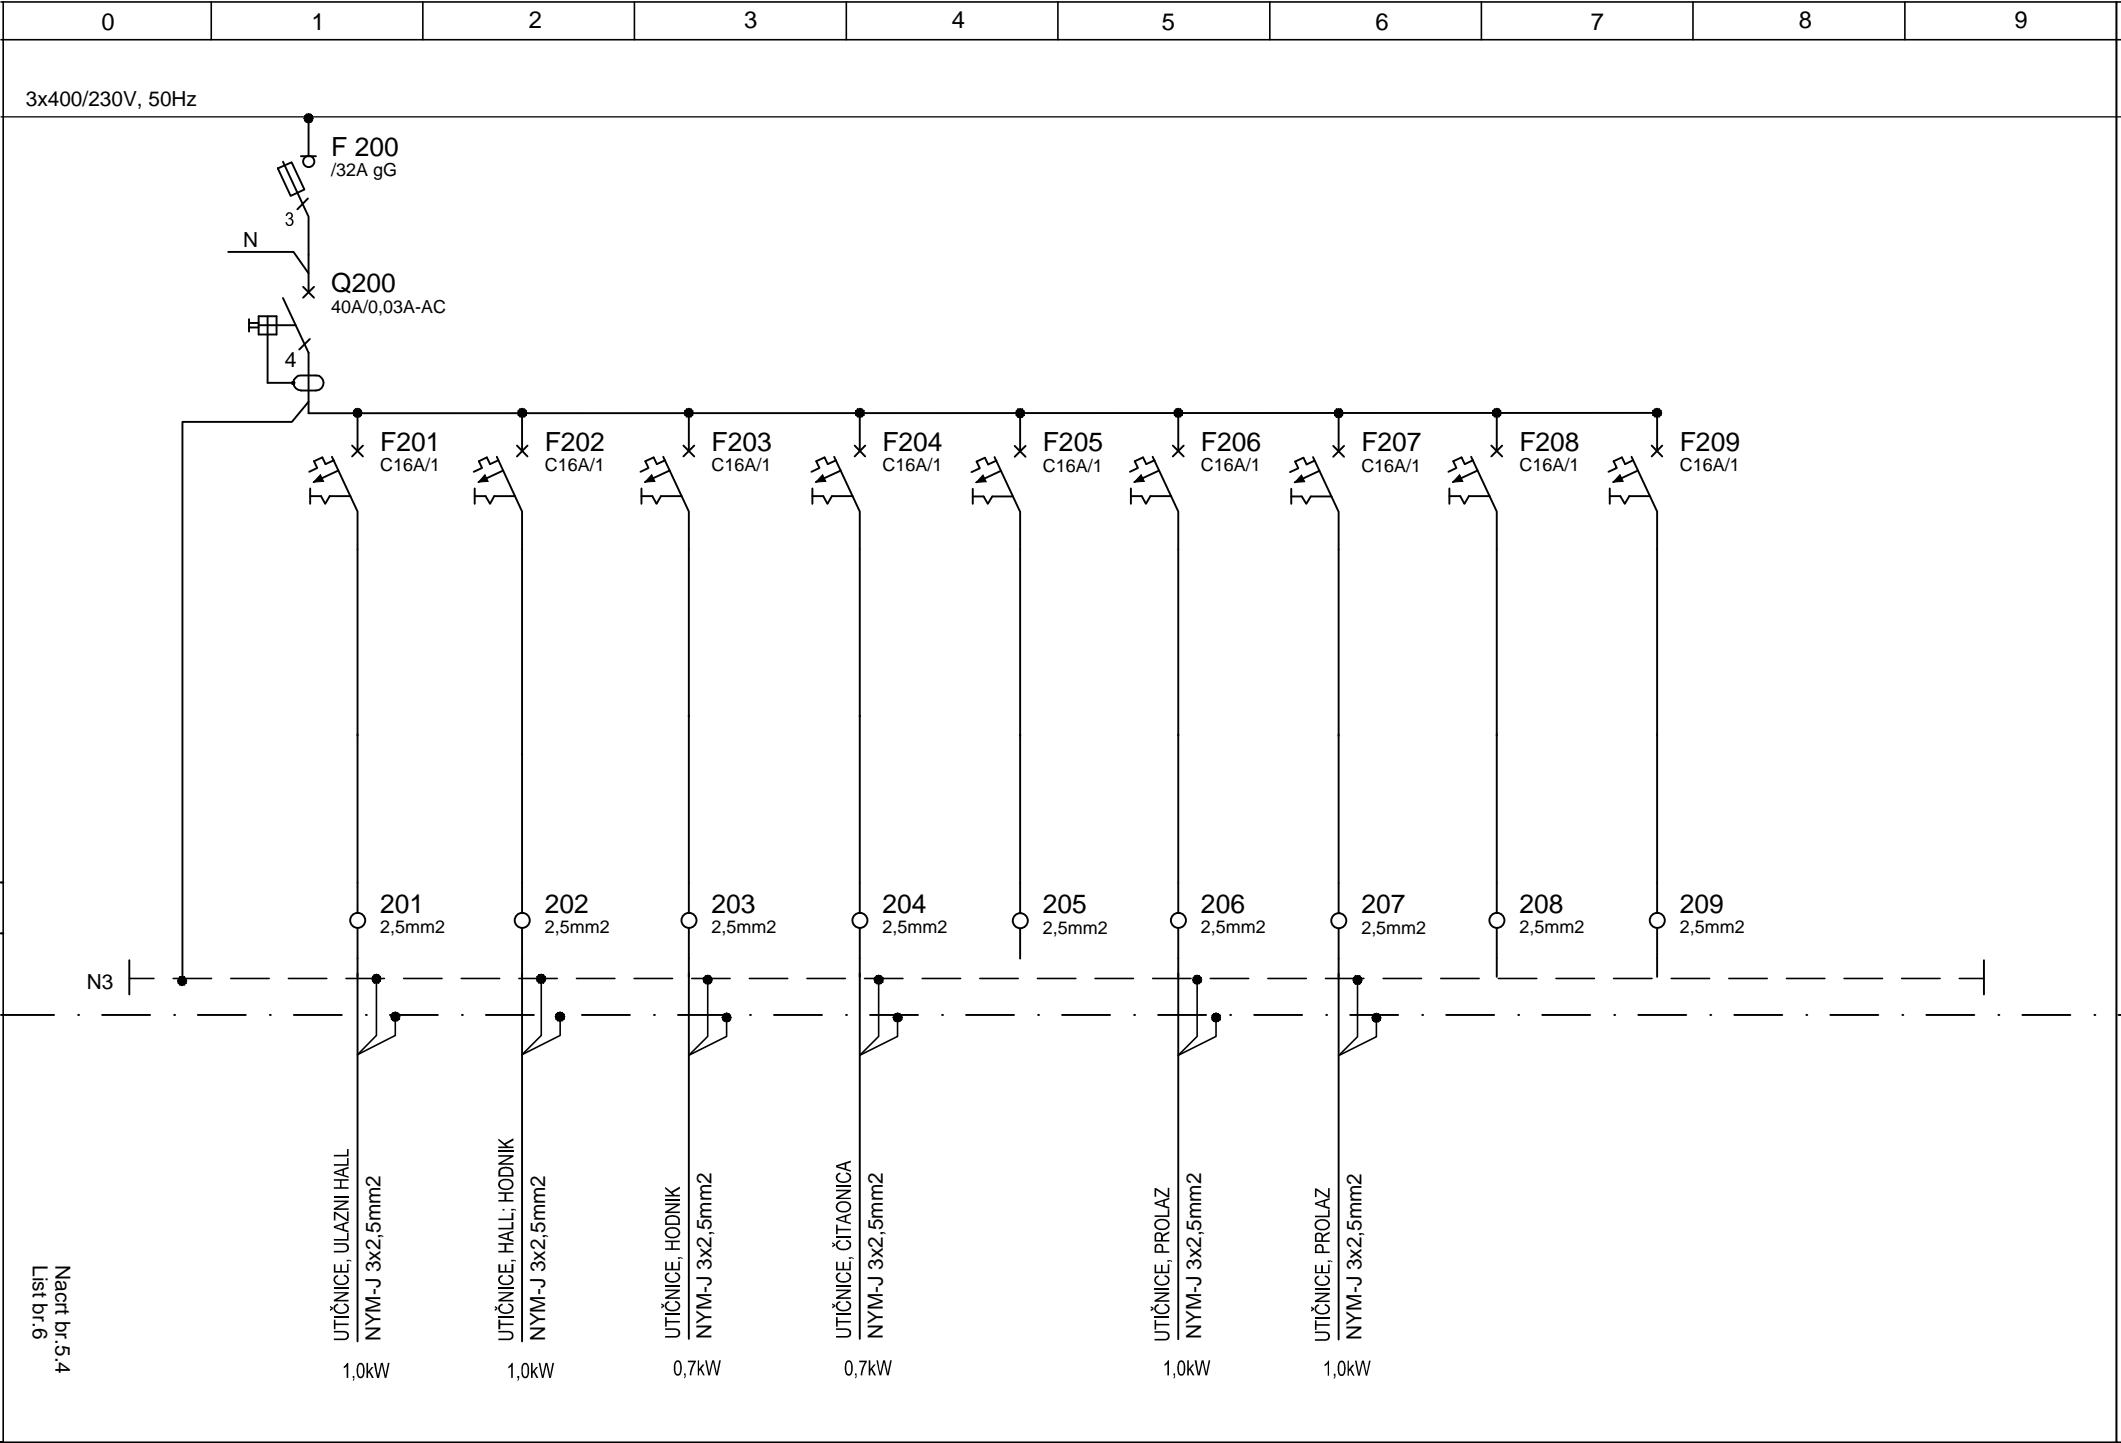 0 1 2 3 4 5 6 7 8 9
3x400/230V, 50Hz
F 200
/32A gG
3
N
Q200
40A/0,03A-AC
4
F201 F202 F203 F204 F205 F206 F207 F208 F209
C16A/1 C16A/1 C16A/1 C16A/1 C16A/1 C16A/1 C16A/1 C16A/1 C16A/1
201 202 203 204 205 206 207 208 209
2,5mm2 2,5mm2 2,5mm2 2,5mm2 2,5mm2 2,5mm2 2,5mm2 2,5mm2 2,5mm2
N3
UTIČNICE, ULAZNI HALL
NYM-J 3x2,5mm2
UTIČNICE, HALL; HODNIK
NYM-J 3x2,5mm2
UTIČNICE, HODNIK
NYM-J 3x2,5mm2
UTIČNICE, ČITAONICA
NYM-J 3x2,5mm2
UTIČNICE, PROLAZ
NYM-J 3x2,5mm2
UTIČNICE, PROLAZ
NYM-J 3x2,5mm2
1,0kW 1,0kW 0,7kW 0,7kW 1,0kW 1,0kW
Nacrt br.5.4
List br.6